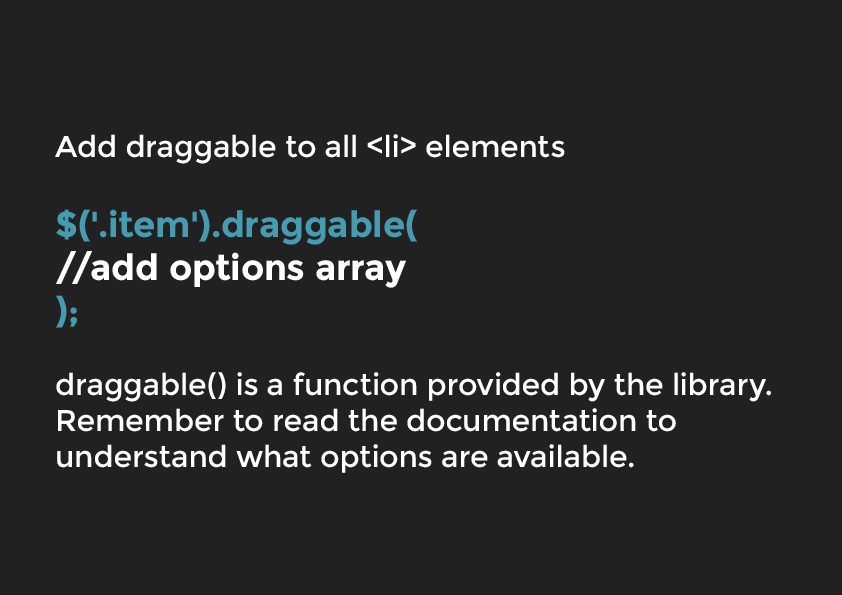 Add draggable to all <li> elements
$('.item').draggable(
//add options array
);
draggable() is a function provided by the library.
Remember to read the documentation to
understand what options are available.